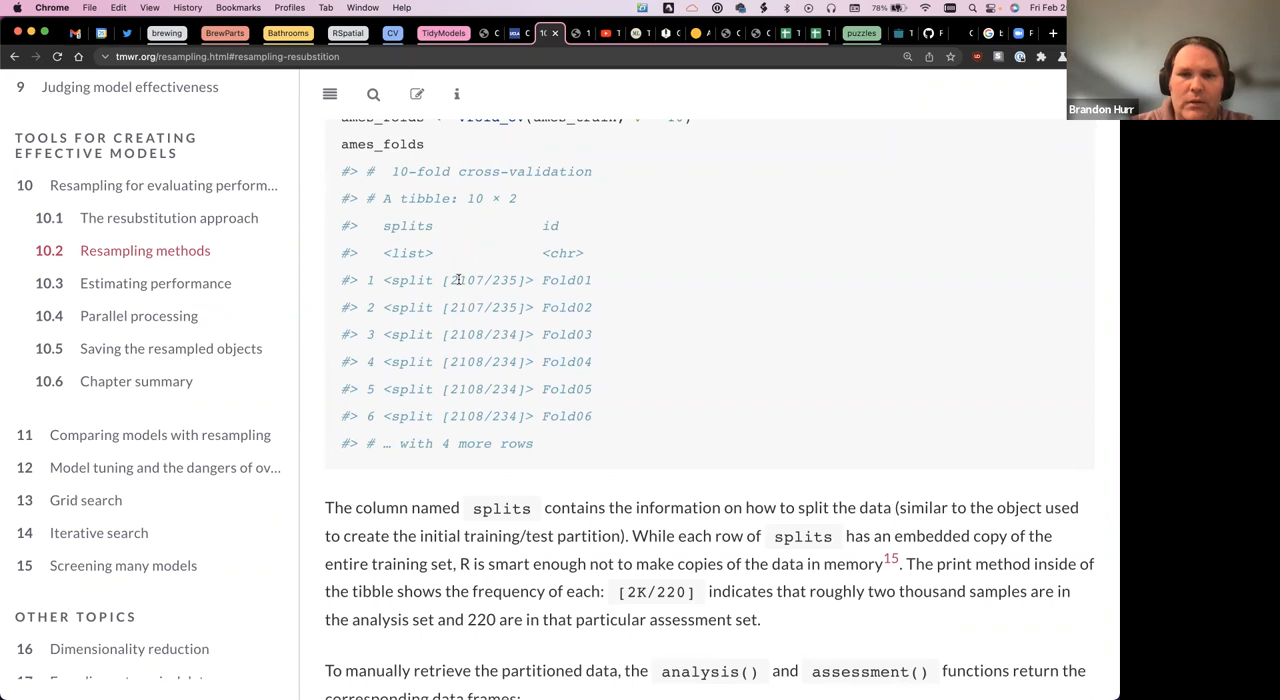 Chrome File Edit View History Bookmarks Profiles Tab Window Help 78% Fri Feb 2
brewing BrewParts Bathrooms RSpatial CV TidyModels puzzles
tmwr.org/resampling.html#resampling-resubstition
Brandon Hurr
9 Judging model effectiveness
TOOLS FOR CREATING
EFFECTIVE MODELS
10 Resampling for evaluating perform...
10.1 The resubstitution approach
10.2 Resampling methods
10.3 Estimating performance
10.4 Parallel processing
10.5 Saving the resampled objects
10.6 Chapter summary
11 Comparing models with resampling
12 Model tuning and the dangers of ov...
13 Grid search
14 Iterative search
15 Screening many models
OTHER TOPICS
16 Dimensionality reduction
ames_folds
#> # 10-fold cross-validation
#> # A tibble: 10 × 2
#> splits id
#> <list> <chr>
#> 1 <split [2107/235]> Fold01
#> 2 <split [2107/235]> Fold02
#> 3 <split [2108/234]> Fold03
#> 4 <split [2108/234]> Fold04
#> 5 <split [2108/234]> Fold05
#> 6 <split [2108/234]> Fold06
#> # … with 4 more rows
The column named splits contains the information on how to split the data (similar to the object used
to create the initial training/test partition). While each row of splits has an embedded copy of the
entire training set, R is smart enough not to make copies of the data in memory15. The print method inside of
the tibble shows the frequency of each: [2K/220] indicates that roughly two thousand samples are in
the analysis set and 220 are in that particular assessment set.
To manually retrieve the partitioned data, the analysis() and assessment() functions return the
corresponding data frames: